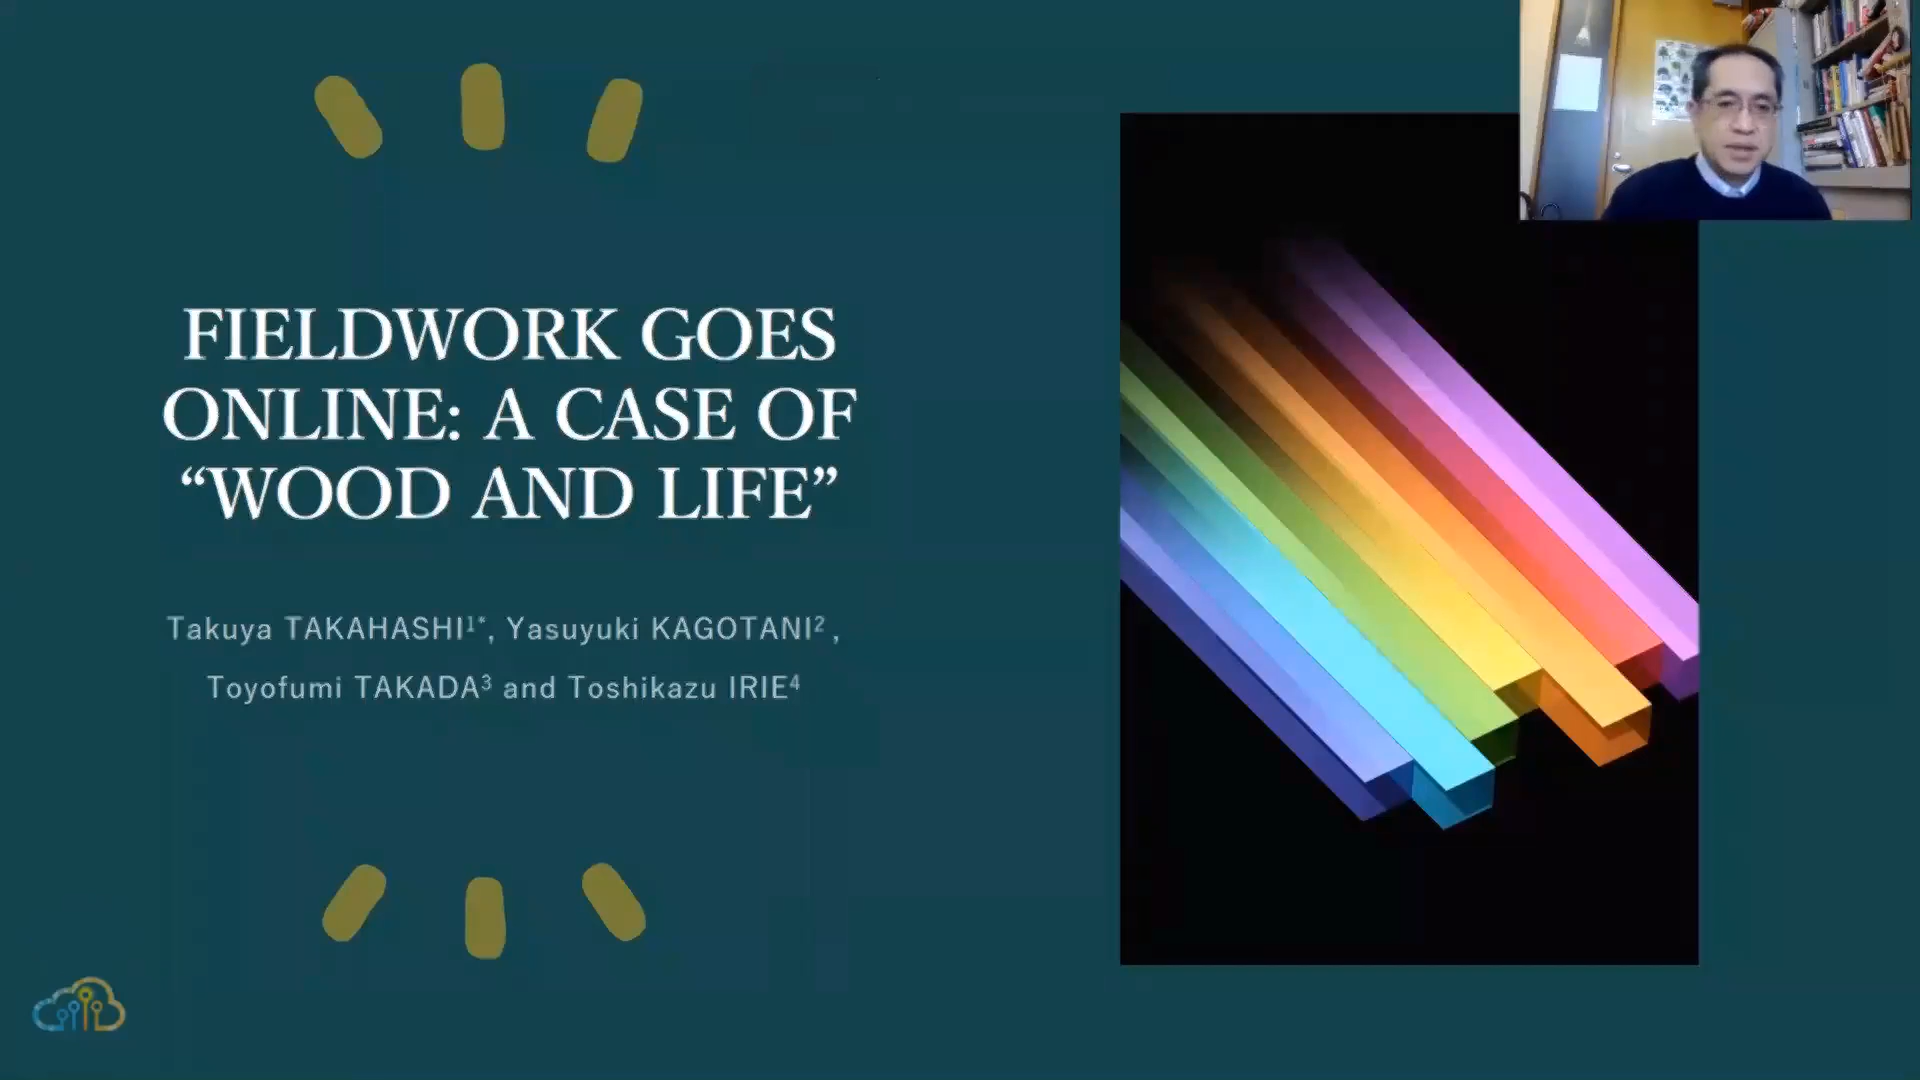 FIELDWORK GOES
ONLINE: A CASE OF
“WOOD AND LIFE”
Takuya TAKAHASHI¹*, Yasuyuki KAGOTANI² ,
Toyofumi TAKADA³ and Toshikazu IRIE⁴